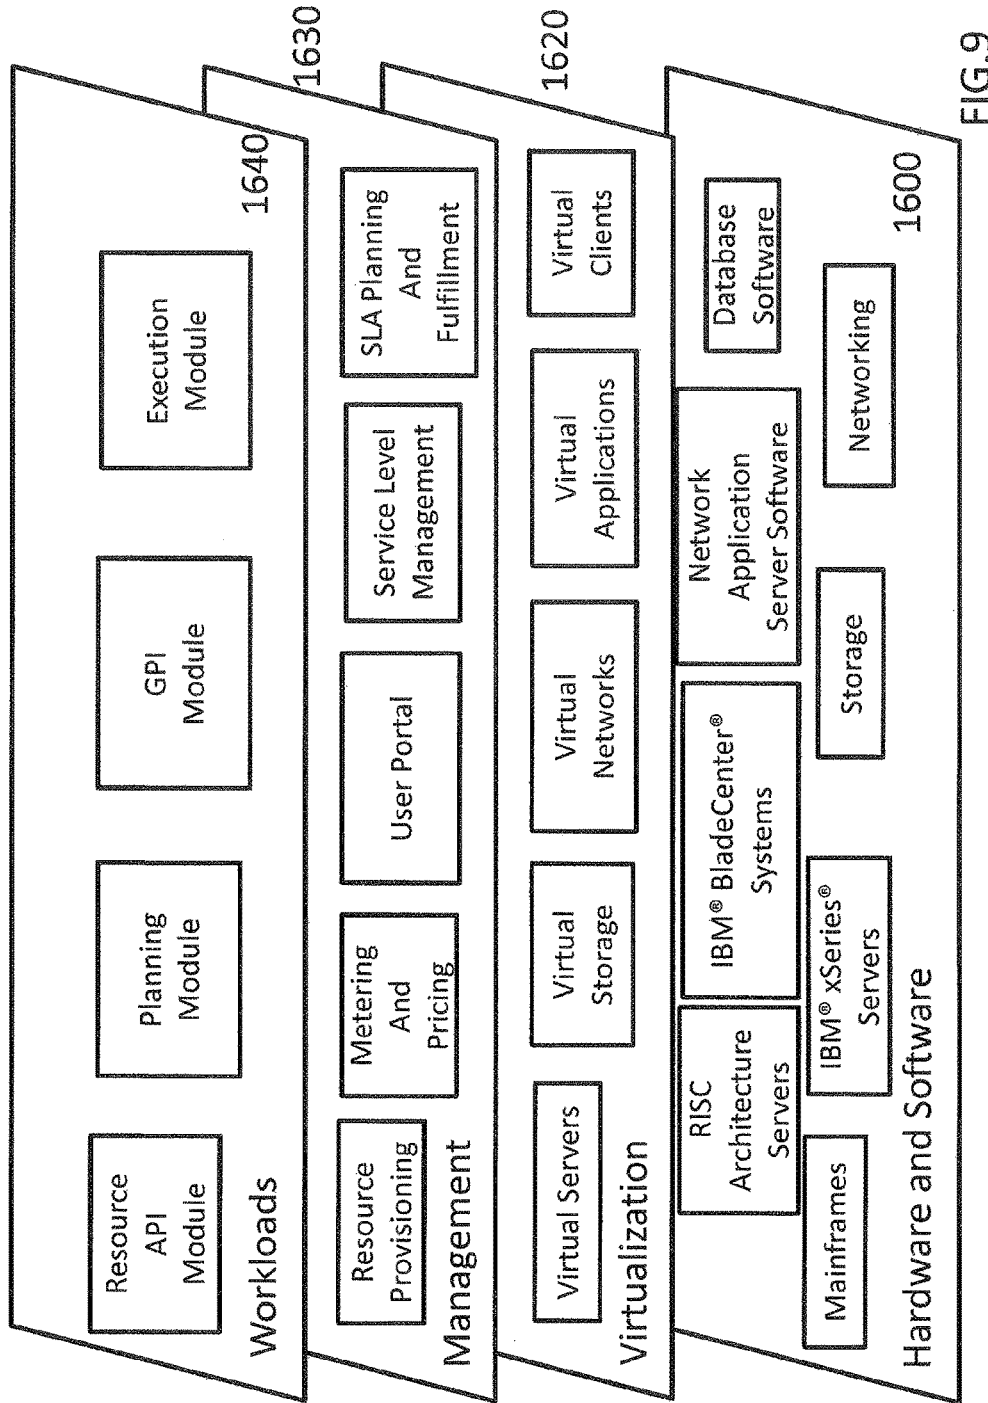 Resource
API
Module
Planning
Module
GPI
Module
Execution
Module
Workloads
1640
Resource
Provisioning
Metering
And
Pricing
User Portal
Service Level
Management
SLA Planning
And
Fulfillment
Management
1630
Virtual Servers
Virtual
Storage
Virtual
Networks
Virtual
Applications
Virtual
Clients
Virtualization
1620
Mainframes
RISC
Architecture
Servers
IBM® xSeries®
Servers
IBM® BladeCenter®
Systems
Storage
Network
Application
Server Software
Networking
Database
Software
Hardware and Software
1600
FIG.9